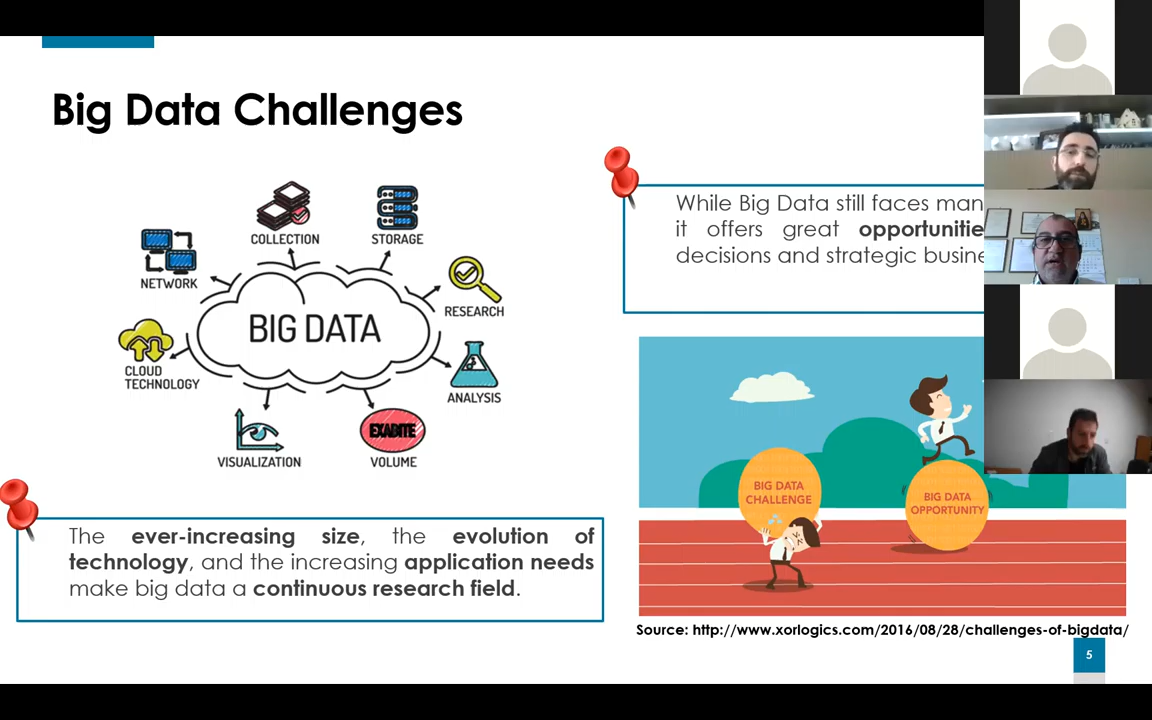 Big Data Challenges
COLLECTION
STORAGE
NETWORK
RESEARCH
BIG DATA
CLOUD
TECHNOLOGY
ANALYSIS
EXABITE
VISUALIZATION
VOLUME
The ever-increasing size, the evolution of
technology, and the increasing application needs
make big data a continuous research field.
While Big Data still faces
it offers great
decisions and strategic
BIG DATA
CHALLENGE
BIG DATA
OPPORTUNITY
Source: http://www.xorlogics.com/2016/08/28/challenges-of-bigdata/
5